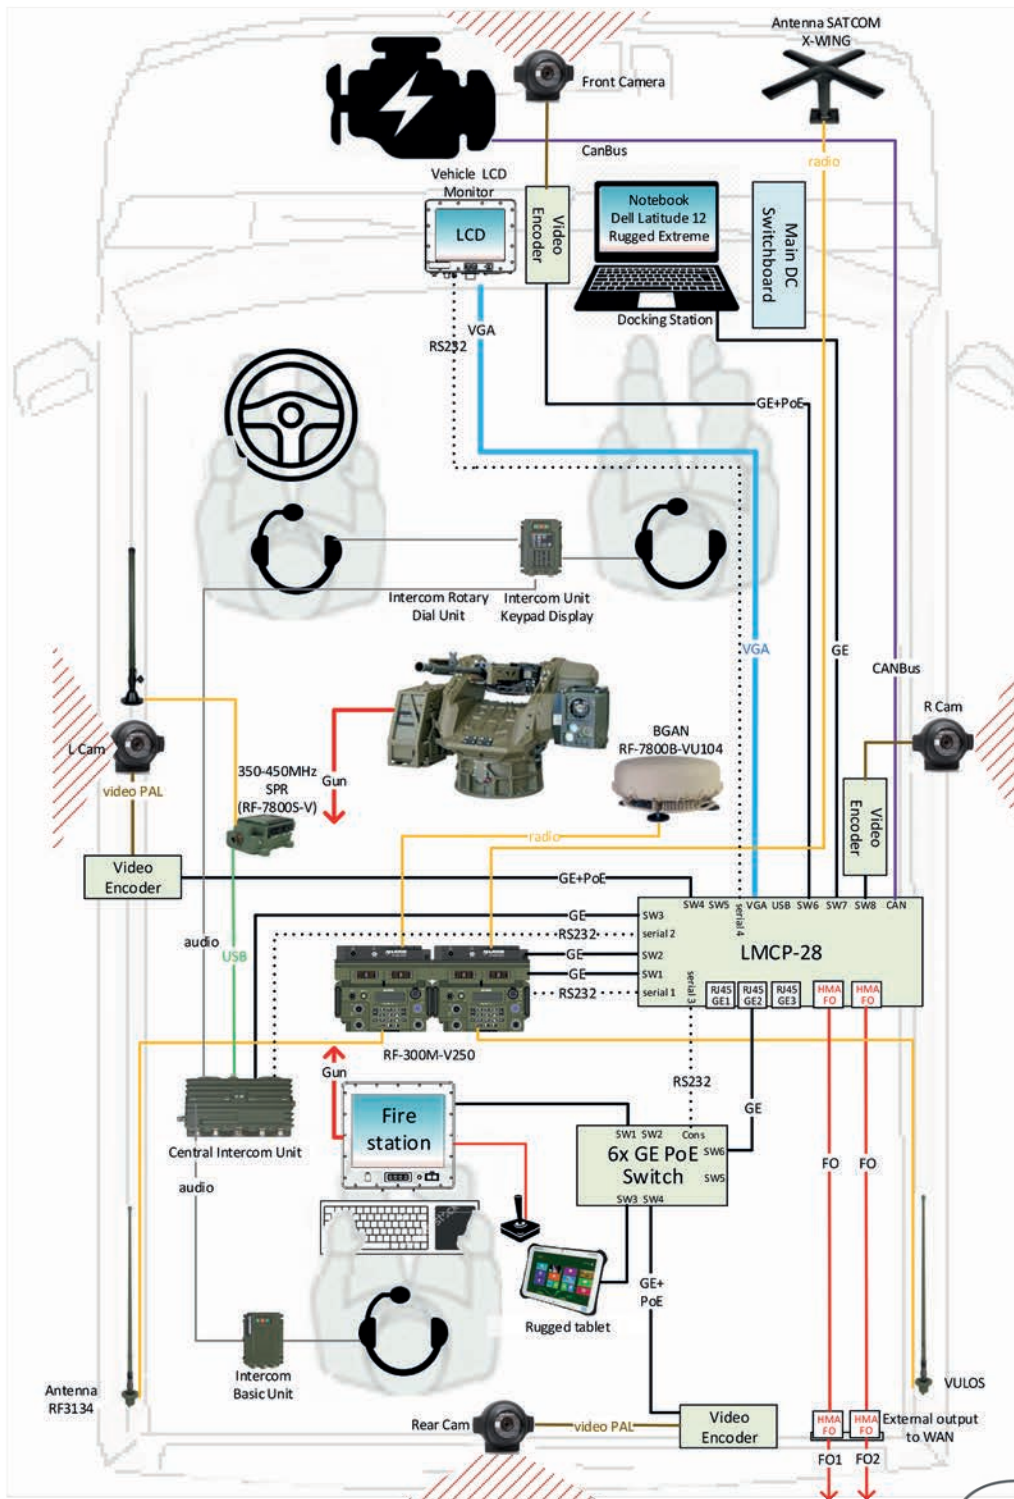 Antenna SATCOM
X-WING
Front Camera
radio
CanBus
Vehicle LCD
Monitor
LCD
Video
Encoder
Notebook
Dell Latitude 12
Rugged Extreme
Main DC
Switchboard
Docking Station
VGA
RS232
GE+PoE
Intercom Rotary
Dial Unit
Intercom Unit
Keypad Display
VGA
GE
CANBus
R Cam
L Cam
video PAL
350-450MHz
SPR
(RF-7800S-V)
Gun
BGAN
RF-7800B-VU104
radio
Video
Encoder
Video
Encoder
GE+PoE
audio
USB
GE
RS232
GE
GE
RS232
SW4
SW5
serial 4
VGA
USB
SW6
SW7
SW8
CAN
SW3
serial 2
SW2
SW1
serial 1
serial 3
LMCP-28
RJ45
GE1
RJ45
GE2
RJ45
GE3
HMA
FO
HMA
FO
RF-300M-V250
Gun
RS232
GE
Fire
station
Central Intercom Unit
audio
SW1
SW2
Cons
SW6
6x GE PoE
Switch
SW5
SW3
SW4
FO
FO
GE+
PoE
Rugged tablet
Intercom
Basic Unit
Antenna
RF3134
VULOS
Rear Cam
video PAL
Video
Encoder
HMA
FO
HMA
FO
External output
to WAN
FO1
FO2